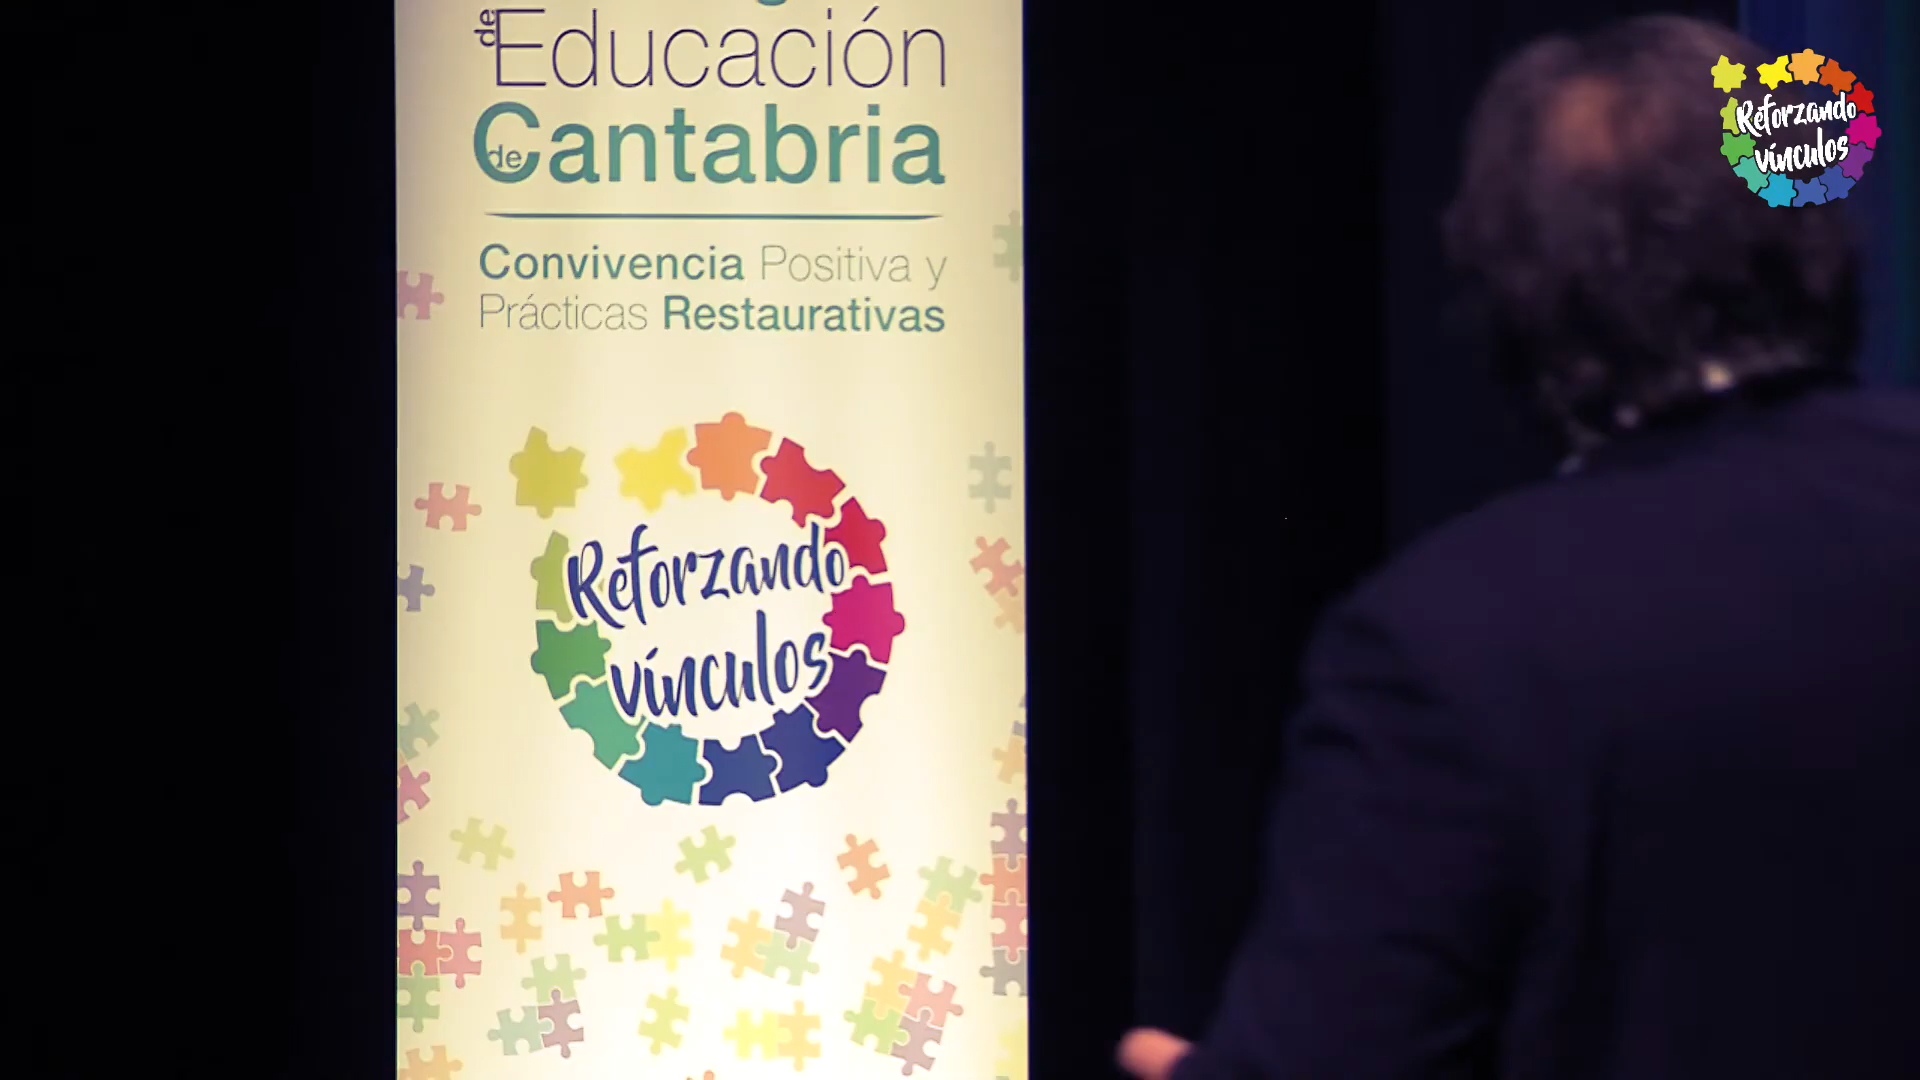 de
Educación
de
Cantabria
Convivencia Positiva y
Prácticas Restaurativas
Reforzando
vínculos
Reforzando
vínculos